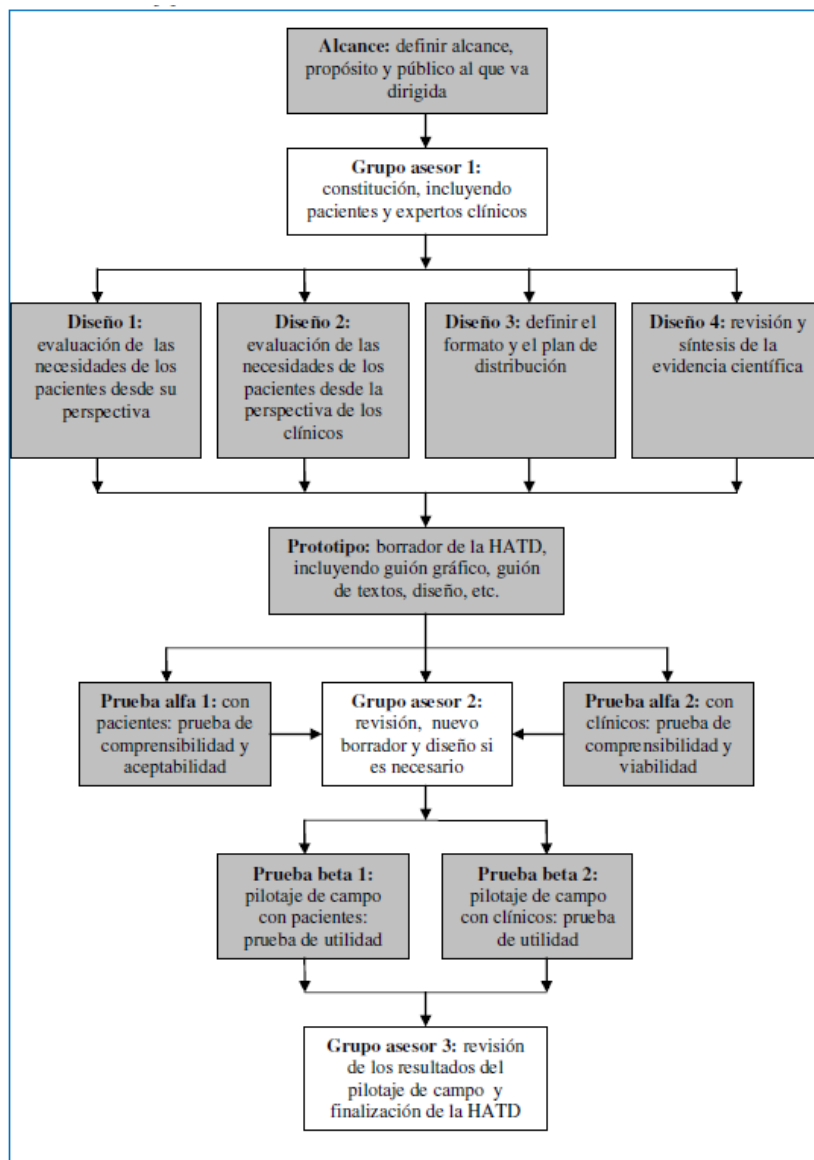 Alcance: definir alcance,
propósito y público al que va
dirigida
Grupo asesor 1:
constitución, incluyendo
pacientes y expertos clínicos
Diseño 1:
evaluación de las
necesidades de los
pacientes desde su
perspectiva
Diseño 2:
evaluación de las
necesidades de los
pacientes desde la
perspectiva de los
clínicos
Diseño 3: definir el
formato y el plan de
distribución
Diseño 4: revisión y
síntesis de la
evidencia científica
Prototipo: borrador de la HATD,
incluyendo guión gráfico, guión
de textos, diseño, etc.
Prueba alfa 1: con
pacientes: prueba de
comprensibilidad y
aceptabilidad
Grupo asesor 2:
revisión, nuevo
borrador y diseño si
es necesario
Prueba alfa 2: con
clínicos: prueba de
comprensibilidad y
viabilidad
Prueba beta 1:
pilotaje de campo
con pacientes:
prueba de utilidad
Prueba beta 2:
pilotaje de campo
con clínicos: prueba
de utilidad
Grupo asesor 3: revisión
de los resultados del
pilotaje de campo y
finalización de la HATD